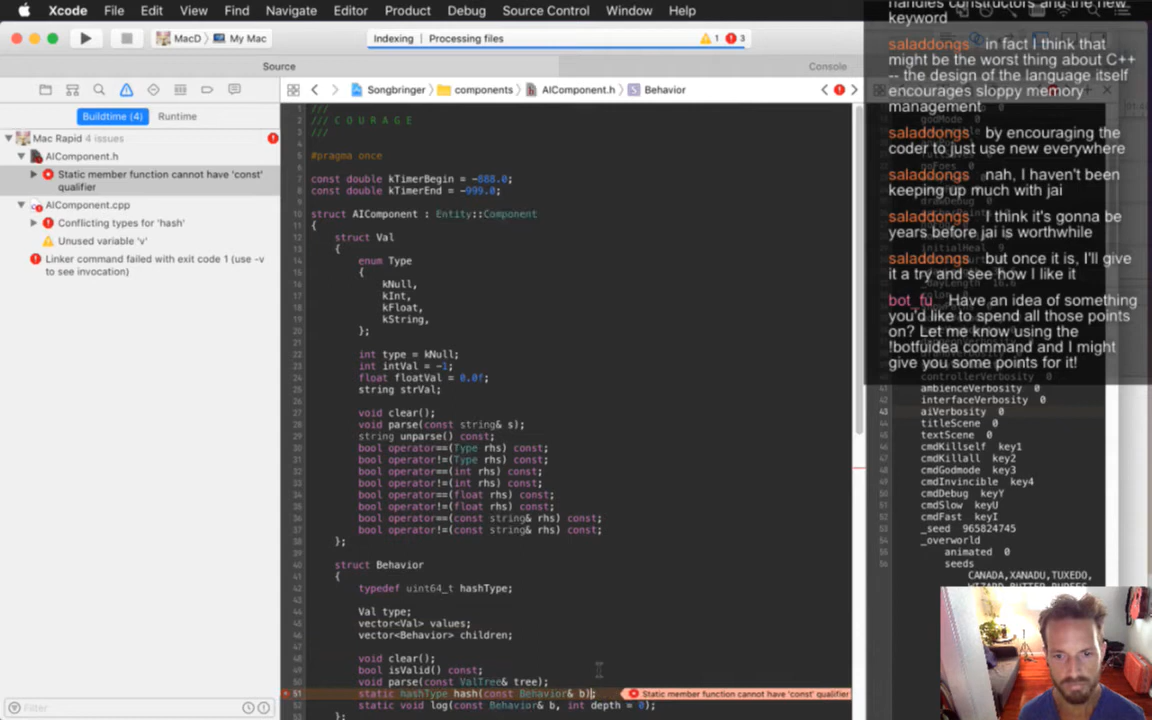 Xcode File Edit View Find Navigate Editor Product Debug Source Control Window Help
MacD My Mac
Indexing | Processing files 1 3
Source
Console
Songbringer components AIComponent.h Behavior
Buildtime (4) Runtime
Mac Rapid 4 issues
AIComponent.h
Static member function cannot have 'const'
qualifier
AIComponent.cpp
Conflicting types for 'hash'
Unused variable 'v'
Linker command failed with exit code 1 (use -v
to see invocation)
Filter
///
/// C O U R A G E
///
#pragma once
const double kTimerBegin = -888.0;
const double kTimerEnd = -999.0;
struct AIComponent : Entity::Component
{
struct Val
{
enum Type
{
kNull,
kInt,
kFloat,
kString,
};
int type = kNull;
int intVal = -1;
float floatVal = 0.0f;
string strVal;
void clear();
void parse(const string& s);
string unparse() const;
bool operator==(Type rhs) const;
bool operator!=(Type rhs) const;
bool operator==(int rhs) const;
bool operator!=(int rhs) const;
bool operator==(float rhs) const;
bool operator!=(float rhs) const;
bool operator==(const string& rhs) const;
bool operator!=(const string& rhs) const;
};
struct Behavior
{
typedef uint64_t hashType;
Val type;
vector<Val> values;
vector<Behavior> children;
void clear();
bool isValid() const;
void parse(const ValTree& tree);
static hashType hash(const Behavior& b);
Static member function cannot have 'const' qualifier
static void log(const Behavior& b, int depth = 0);
};
handles constructors and the new
keyword
saladdongs in fact I think that
might be the worst thing about C++
-- the design of the language itself
encourages sloppy memory
management
saladdongs by encouraging the
coder to just use new everywhere
saladdongs nah, I haven't been
keeping up much with jai
saladdongs I think it's gonna be
years before jai is worthwhile
saladdongs but once it is, I'll give
it a try and see how I like it
bot_fu Have an idea of something
you'd like to spend all those points
on? Let me know using the
!botfuidea command and I might
give you some points for it!
controllerVerbosity 0
ambienceVerbosity 0
interfaceVerbosity 0
aiVerbosity 0
titleScene 0
textScene 0
cmdKillself key1
cmdKillall key2
cmdGodmode key3
cmdInvincible key4
cmdDebug keyY
cmdSlow keyU
cmdFast keyI
_seed 965824745
_overworld
animated 0
seeds
CANADA,XANADU,TUXEDO,